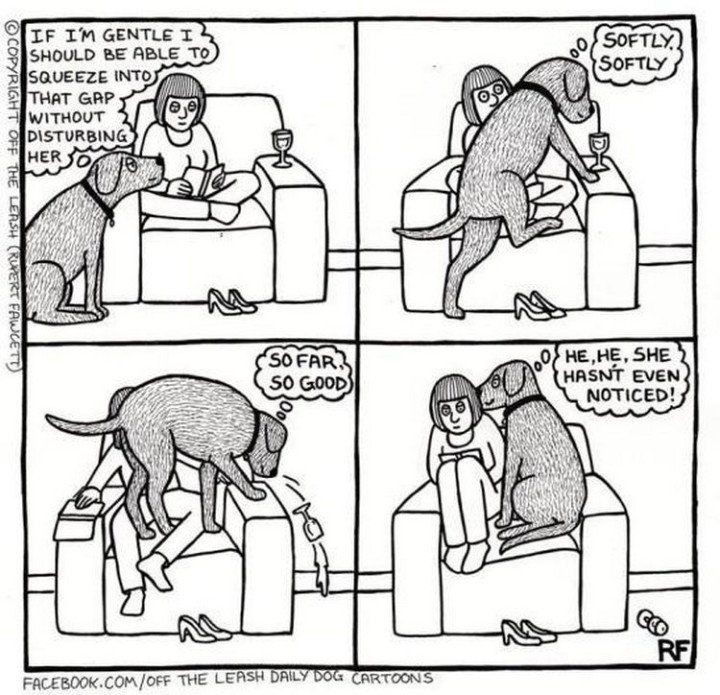 © COPYRIGHT OFF THE LEASH (RUPERT FAWCETT)
IF I'M GENTLE I
SHOULD BE ABLE TO
SQUEEZE INTO
THAT GAP
WITHOUT
DISTURBING
HER
SOFTLY,
SOFTLY
SO FAR,
SO GOOD
HE, HE, SHE
HASN'T EVEN
NOTICED!
RF
FACEBOOK.COM/OFF THE LEASH DAILY DOG CARTOONS